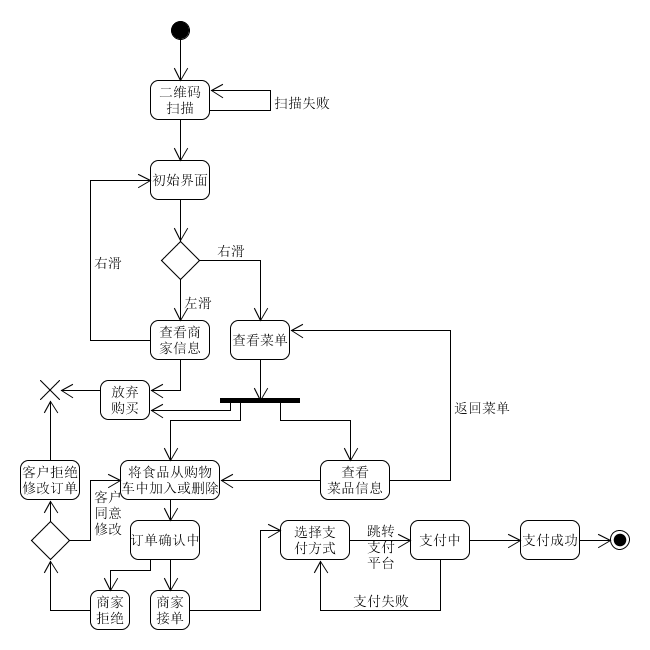 二维码
扫描
扫描失败
初始界面
右滑
右滑
左滑
查看商
家信息
查看菜单
放弃
购买
返回菜单
客户拒绝
修改订单
将食品从购物
车中加入或删除
查看
菜品信息
客户
同意
修改
订单确认中
选择支
付方式
跳转
支付
平台
支付中
支付成功
商家
拒绝
商家
接单
支付失败